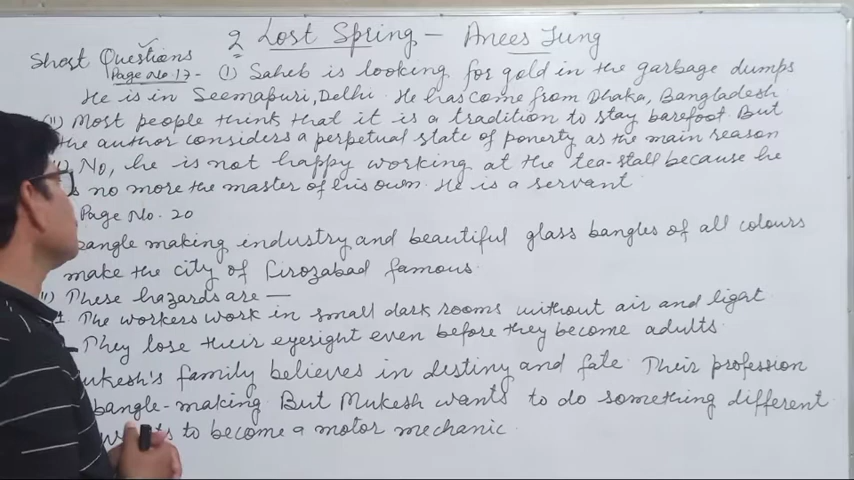 2 Lost Spring - Anees Jung
Short Questions
Page No. 17- (i) Saheb is looking for gold in the garbage dumps
He is in Seemapuri, Delhi. He has come from Dhaka, Bangladesh
(ii) Most people think that it is a tradition to stay barefoot. But
the author considers a perpetual state of poverty as the main reason
No, he is not happy working at the tea-stall because he
is no more the master of his own. He is a servant
Page No. 20
bangle making industry and beautiful glass bangles of all colours
make the city of Firozabad famous.
These hazards are —
1. The workers work in small dark rooms without air and light
They lose their eyesight even before they become adults.
Mukesh's family believes in destiny and fate. Their profession
bangle-making. But Mukesh wants to do something different
to become a motor mechanic.